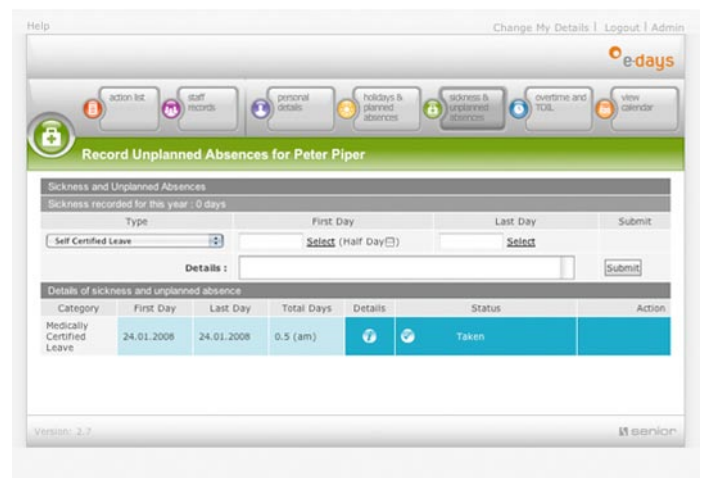 Help
Change My Details | Logout | Admin
e-days
action list
staff
records
personal
details
holidays &
planned
absences
sickness &
unplanned
absences
overtime and
TOIL
view
calendar
Record Unplanned Absences for Peter Piper
Sickness and Unplanned Absences
Sickness recorded for this year : 0 days
Type First Day Last Day Submit
Self Certified Leave Select (Half Day) Select
Details : Submit
Details of sickness and unplanned absence
Category First Day Last Day Total Days Details Status Action
Medically
Certified
Leave
24.01.2008 24.01.2008 0.5 (am) i Taken
Version: 2.7
senior